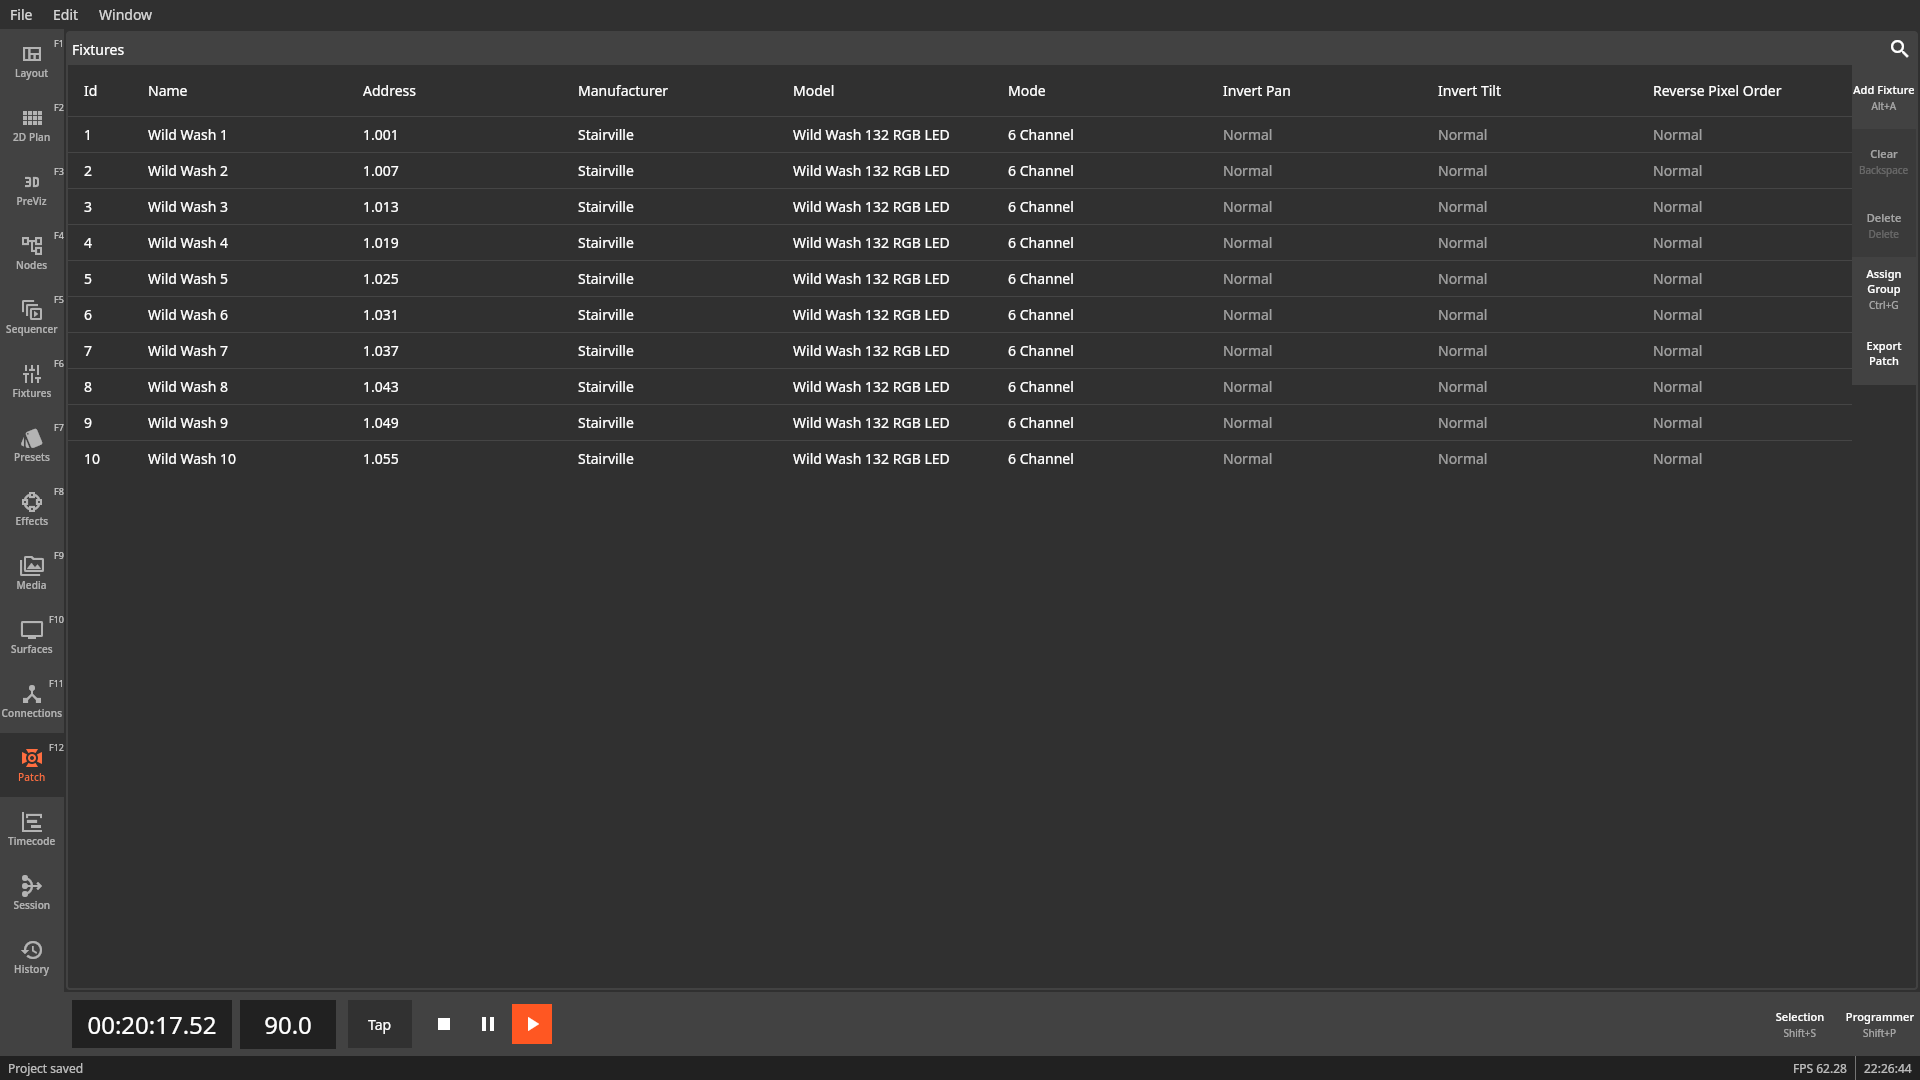 File Edit Window
Fixtures
Id Name Address Manufacturer Model Mode Invert Pan Invert Tilt Reverse Pixel Order
1 Wild Wash 1 1.001 Stairville Wild Wash 132 RGB LED 6 Channel Normal Normal Normal
2 Wild Wash 2 1.007 Stairville Wild Wash 132 RGB LED 6 Channel Normal Normal Normal
3 Wild Wash 3 1.013 Stairville Wild Wash 132 RGB LED 6 Channel Normal Normal Normal
4 Wild Wash 4 1.019 Stairville Wild Wash 132 RGB LED 6 Channel Normal Normal Normal
5 Wild Wash 5 1.025 Stairville Wild Wash 132 RGB LED 6 Channel Normal Normal Normal
6 Wild Wash 6 1.031 Stairville Wild Wash 132 RGB LED 6 Channel Normal Normal Normal
7 Wild Wash 7 1.037 Stairville Wild Wash 132 RGB LED 6 Channel Normal Normal Normal
8 Wild Wash 8 1.043 Stairville Wild Wash 132 RGB LED 6 Channel Normal Normal Normal
9 Wild Wash 9 1.049 Stairville Wild Wash 132 RGB LED 6 Channel Normal Normal Normal
10 Wild Wash 10 1.055 Stairville Wild Wash 132 RGB LED 6 Channel Normal Normal Normal
F1
Layout
F2
2D Plan
F3
3D
PreViz
F4
Nodes
F5
Sequencer
F6
Fixtures
F7
Presets
F8
Effects
F9
Media
F10
Surfaces
F11
Connections
F12
Patch
Timecode
Session
History
Add Fixture
Alt+A
Clear
Backspace
Delete
Delete
Assign
Group
Ctrl+G
Export
Patch
00:20:17.52 90.0 Tap
Selection
Shift+S
Programmer
Shift+P
Project saved
FPS 62.28 22:26:44